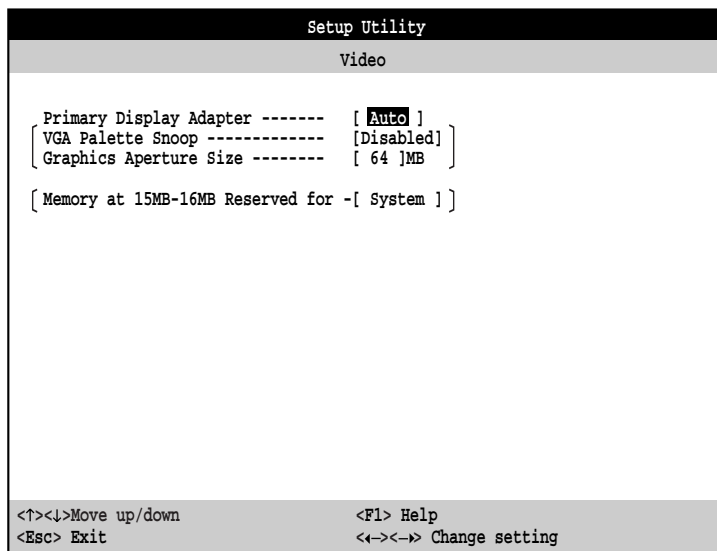 Setup Utility
Video
Primary Display Adapter ------- [ Auto ]
VGA Palette Snoop ------------- [Disabled]
Graphics Aperture Size -------- [ 64 ]MB
Memory at 15MB-16MB Reserved for -[ System ]
<↑><↓>Move up/down <F1> Help
<Esc> Exit <←><→> Change setting